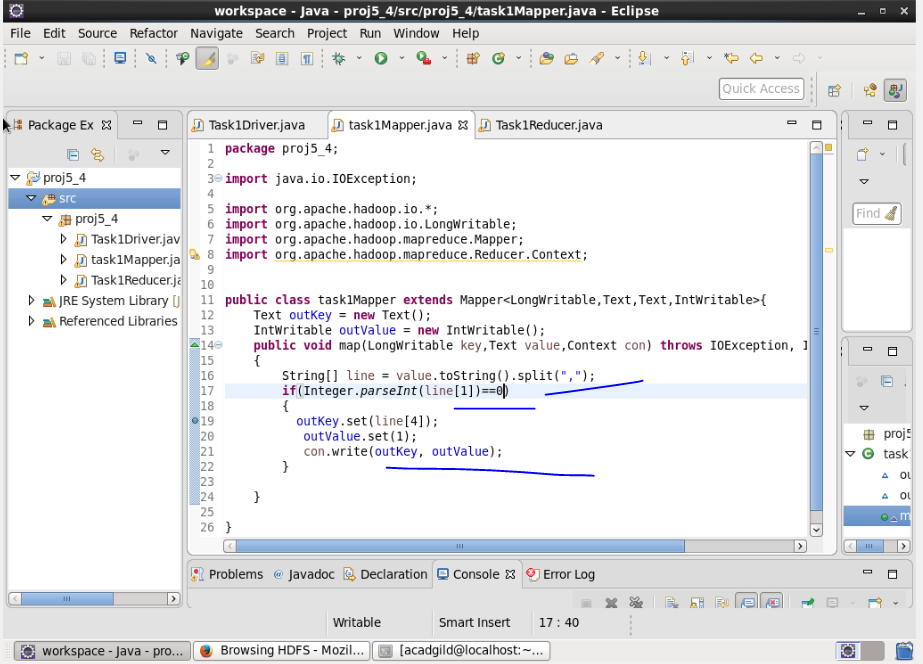 workspace - Java - proj5_4/src/proj5_4/task1Mapper.java - Eclipse
File Edit Source Refactor Navigate Search Project Run Window Help
Quick Access
Package Ex
Task1Driver.java
task1Mapper.java
Task1Reducer.java
proj5_4
src
proj5_4
Task1Driver.jav
task1Mapper.ja
Task1Reducer.ja
JRE System Library [J
Referenced Libraries
1 package proj5_4;
2
3 import java.io.IOException;
4
5 import org.apache.hadoop.io.*;
6 import org.apache.hadoop.io.LongWritable;
7 import org.apache.hadoop.mapreduce.Mapper;
8 import org.apache.hadoop.mapreduce.Reducer.Context;
9
10
11 public class task1Mapper extends Mapper<LongWritable,Text,Text,IntWritable>{
12 Text outKey = new Text();
13 IntWritable outValue = new IntWritable();
14 public void map(LongWritable key,Text value,Context con) throws IOException, I
15 {
16 String[] line = value.toString().split(",");
17 if(Integer.parseInt(line[1])==0)
18 {
19 outKey.set(line[4]);
20 outValue.set(1);
21 con.write(outKey, outValue);
22 }
23
24 }
25
26 }
Find
proj5
task
ou
ou
m
Problems @ Javadoc Declaration Console Error Log
Writable Smart Insert 17 : 40
workspace - Java - pro... Browsing HDFS - Mozil... [acadgild@localhost:~...